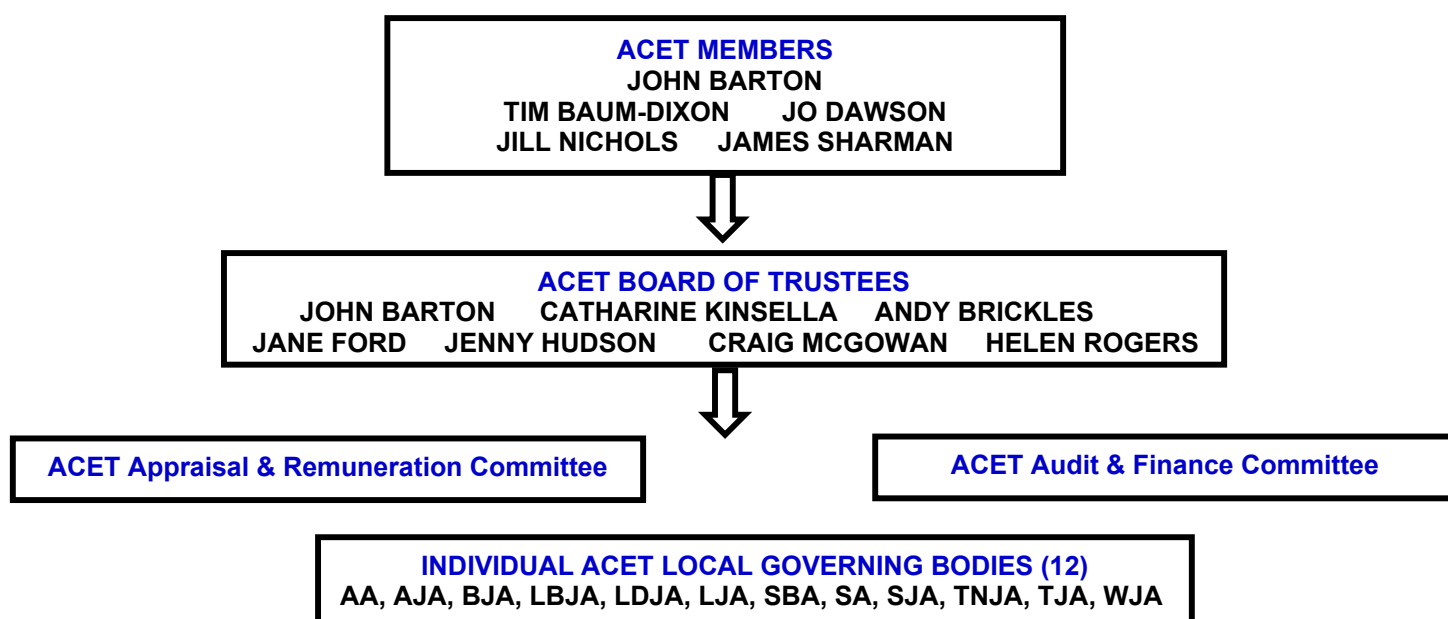 ACET MEMBERS
JOHN BARTON
TIM BAUM-DIXON JO DAWSON
JILL NICHOLS JAMES SHARMAN
ACET BOARD OF TRUSTEES
JOHN BARTON CATHARINE KINSELLA ANDY BRICKLES
JANE FORD JENNY HUDSON CRAIG MCGOWAN HELEN ROGERS
ACET Appraisal & Remuneration Committee
ACET Audit & Finance Committee
INDIVIDUAL ACET LOCAL GOVERNING BODIES (12)
AA, AJA, BJA, LBJA, LDJA, LJA, SBA, SA, SJA, TNJA, TJA, WJA